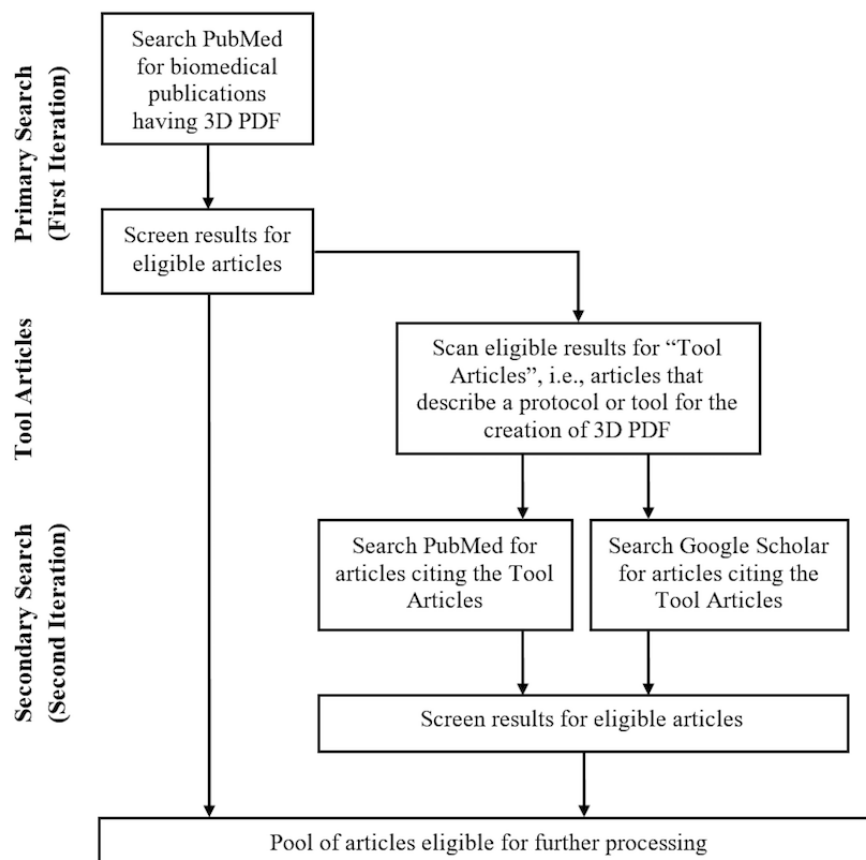 Primary Search
(First Iteration)
Search PubMed
for biomedical
publications
having 3D PDF
Screen results for
eligible articles
Tool Articles
Scan eligible results for “Tool
Articles”, i.e., articles that
describe a protocol or tool for the
creation of 3D PDF
Secondary Search
(Second Iteration)
Search PubMed for
articles citing the Tool
Articles
Search Google Scholar
for articles citing the
Tool Articles
Screen results for eligible articles
Pool of articles eligible for further processing